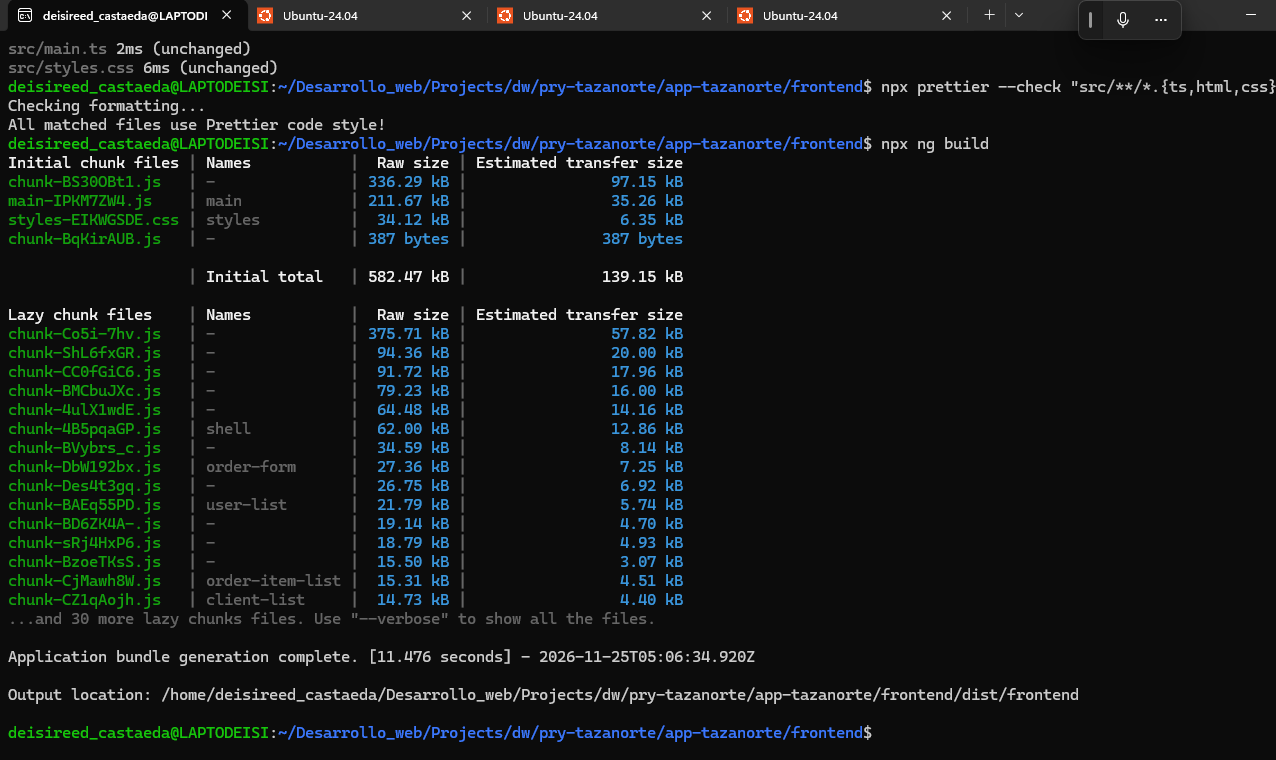 deisireed_castaeda@LAPTODI
Ubuntu-24.04
Ubuntu-24.04
Ubuntu-24.04
src/main.ts 2ms (unchanged)
src/styles.css 6ms (unchanged)
deisireed_castaeda@LAPTODEISI:~/Desarrollo_web/Projects/dw/pry-tazanorte/app-tazanorte/frontend$ npx prettier --check "src/**/*.{ts,html,css}
Checking formatting...
All matched files use Prettier code style!
deisireed_castaeda@LAPTODEISI:~/Desarrollo_web/Projects/dw/pry-tazanorte/app-tazanorte/frontend$ npx ng build
Initial chunk files | Names | Raw size | Estimated transfer size
chunk-BS30OBt1.js | - | 336.29 kB | 97.15 kB
main-IPKM7ZW4.js | main | 211.67 kB | 35.26 kB
styles-EIKWGSDE.css | styles | 34.12 kB | 6.35 kB
chunk-BqKirAUB.js | - | 387 bytes | 387 bytes
| Initial total | 582.47 kB | 139.15 kB
Lazy chunk files | Names | Raw size | Estimated transfer size
chunk-Co5i-7hv.js | - | 375.71 kB | 57.82 kB
chunk-ShL6fxGR.js | - | 94.36 kB | 20.00 kB
chunk-CC0fGiC6.js | - | 91.72 kB | 17.96 kB
chunk-BMCbuJXc.js | - | 79.23 kB | 16.00 kB
chunk-4ulX1wdE.js | - | 64.48 kB | 14.16 kB
chunk-4B5pqaGP.js | shell | 62.00 kB | 12.86 kB
chunk-BVybrs_c.js | - | 34.59 kB | 8.14 kB
chunk-DbW192bx.js | order-form | 27.36 kB | 7.25 kB
chunk-Des4t3gq.js | - | 26.75 kB | 6.92 kB
chunk-BAEq55PD.js | user-list | 21.79 kB | 5.74 kB
chunk-BD6ZK4A-.js | - | 19.14 kB | 4.70 kB
chunk-sRj4HxP6.js | - | 18.79 kB | 4.93 kB
chunk-BzoeTKsS.js | - | 15.50 kB | 3.07 kB
chunk-CjMawh8W.js | order-item-list | 15.31 kB | 4.51 kB
chunk-CZ1qAojh.js | client-list | 14.73 kB | 4.40 kB
...and 30 more lazy chunks files. Use "--verbose" to show all the files.
Application bundle generation complete. [11.476 seconds] - 2026-11-25T05:06:34.920Z
Output location: /home/deisireed_castaeda/Desarrollo_web/Projects/dw/pry-tazanorte/app-tazanorte/frontend/dist/frontend
deisireed_castaeda@LAPTODEISI:~/Desarrollo_web/Projects/dw/pry-tazanorte/app-tazanorte/frontend$